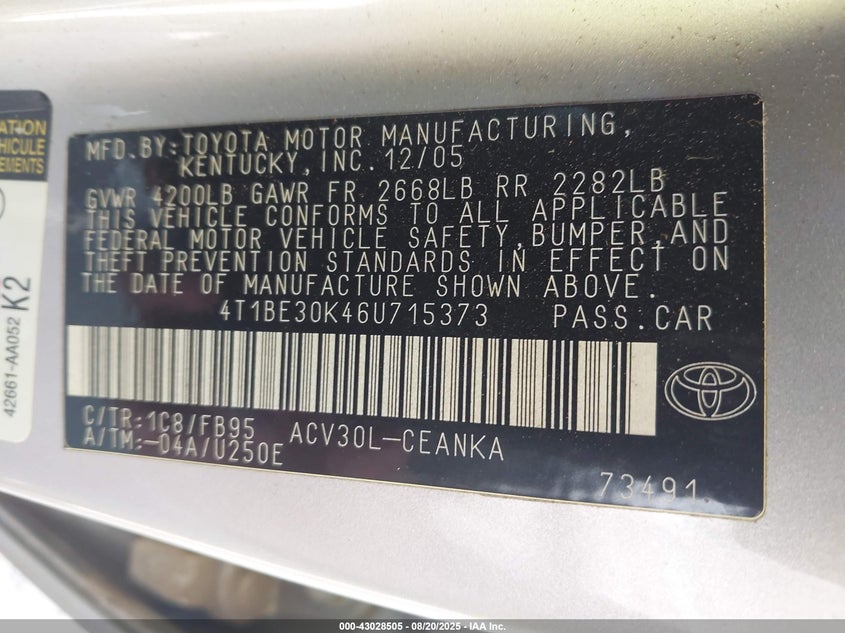 ATION
EHICULE
EMENTS
42661-AA052
K2
MFD.BY:TOYOTA MOTOR MANUFACTURING,
KENTUCKY,INC.12/05
GVWR 4200LB GAWR FR 2668LB RR 2282LB
THIS VEHICLE CONFORMS TO ALL APPLICABLE
FEDERAL MOTOR VEHICLE SAFETY,BUMPER,AND
THEFT PREVENTION STANDARDS IN EFFECT ON
THE DATE OF MANUFACTURE SHOWN ABOVE.
4T1BE30K46U715373 PASS.CAR
C/TR:1C8/FB95 ACV30L-CEANKA
A/TM:-04A/U250E
73491
000-43028505 - 08/20/2025 - IAA Inc.